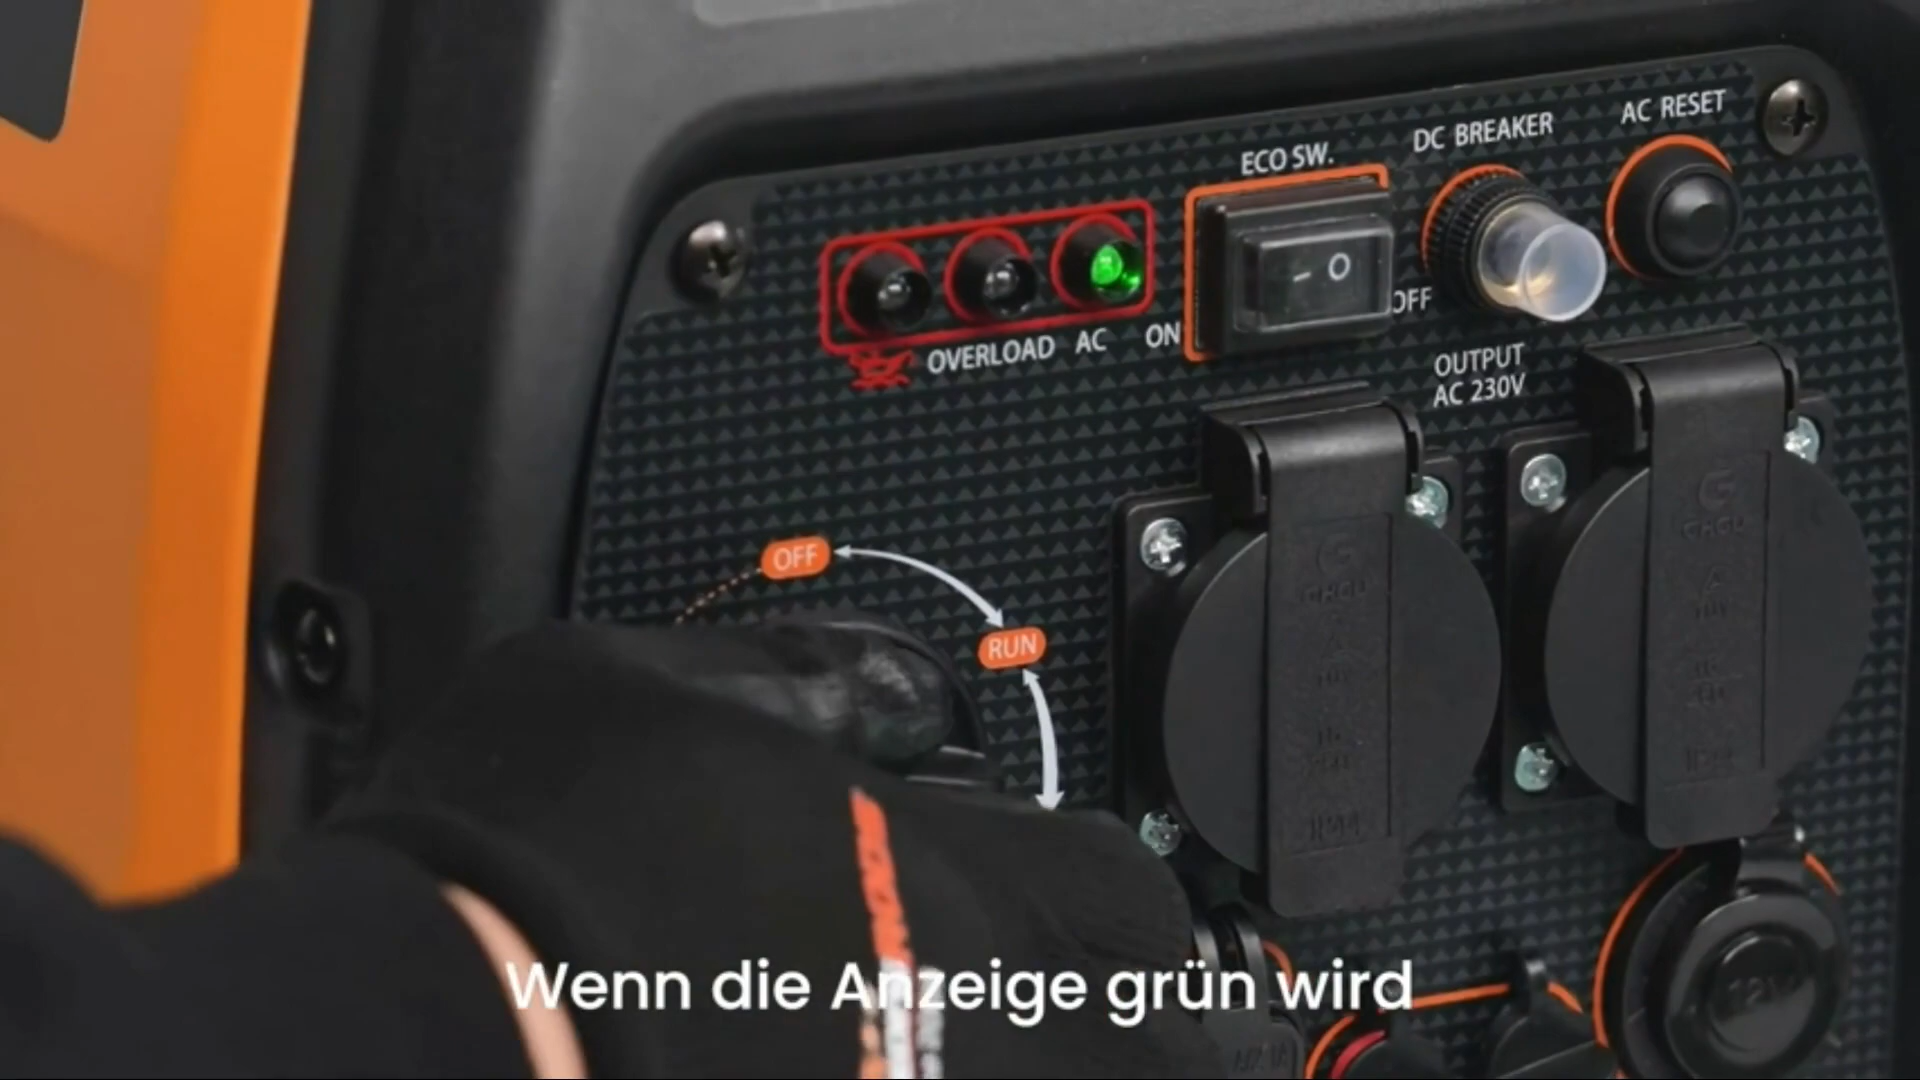 AC RESET
DC BREAKER
ECO SW.
OFF
ON
OVERLOAD AC
OUTPUT
AC 230V
OFF
RUN
12V
Wenn die Anzeige grün wird